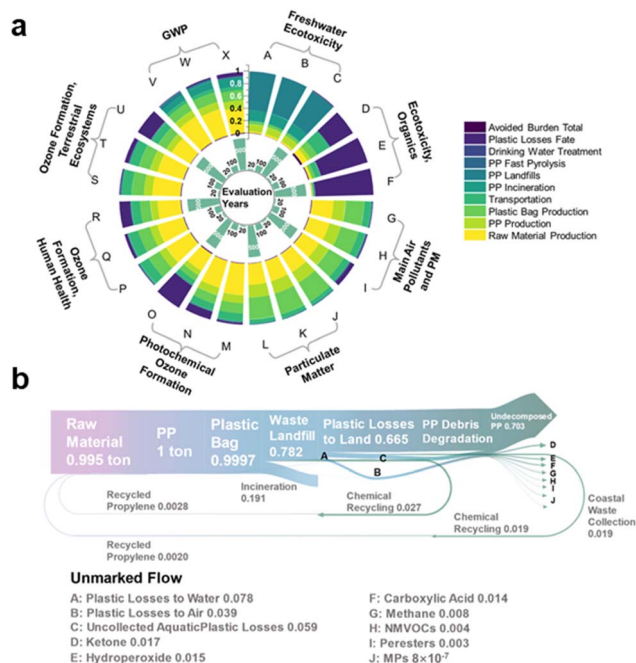 a
GWP
Freshwater
Ecotoxicity
V
W
X
A
B
C
1
0.8
0.6
0.4
0.2
0
Ozone Formation,
Terrestrial
Ecosystems
U
T
S
D
E
F
Ecotoxicity,
Organics
Evaluation
Years
20
100
500
R
Q
P
Ozone
Formation,
Human Health
G
H
I
Main Air
Pollutants
and PM
O
N
M
Photochemical
Ozone
Formation
L
K
J
Particulate
Matter
Avoided Burden Total
Plastic Losses Fate
Drinking Water Treatment
PP Fast Pyrolysis
PP Landfills
PP Incineration
Transportation
Plastic Bag Production
PP Production
Raw Material Production
b
Raw
Material
0.995 ton
PP
1 ton
Plastic
Bag
0.9997
Waste
Landfill
0.782
Plastic Losses
to Land 0.665
PP Debris
Degradation
Undecomposed
PP 0.703
A
C
B
D
E
F
G
H
I
J
Incineration
0.191
Recycled
Propylene 0.0028
Chemical
Recycling 0.027
Chemical
Recycling 0.019
Coastal
Waste
Collection
0.019
Recycled
Propylene 0.0020
Unmarked Flow
A: Plastic Losses to Water 0.078
B: Plastic Losses to Air 0.039
C: Uncollected AquaticPlastic Losses 0.059
D: Ketone 0.017
E: Hydroperoxide 0.015
F: Carboxylic Acid 0.014
G: Methane 0.008
H: NMVOCs 0.004
I: Peresters 0.003
J: MPs 8×10⁻⁷